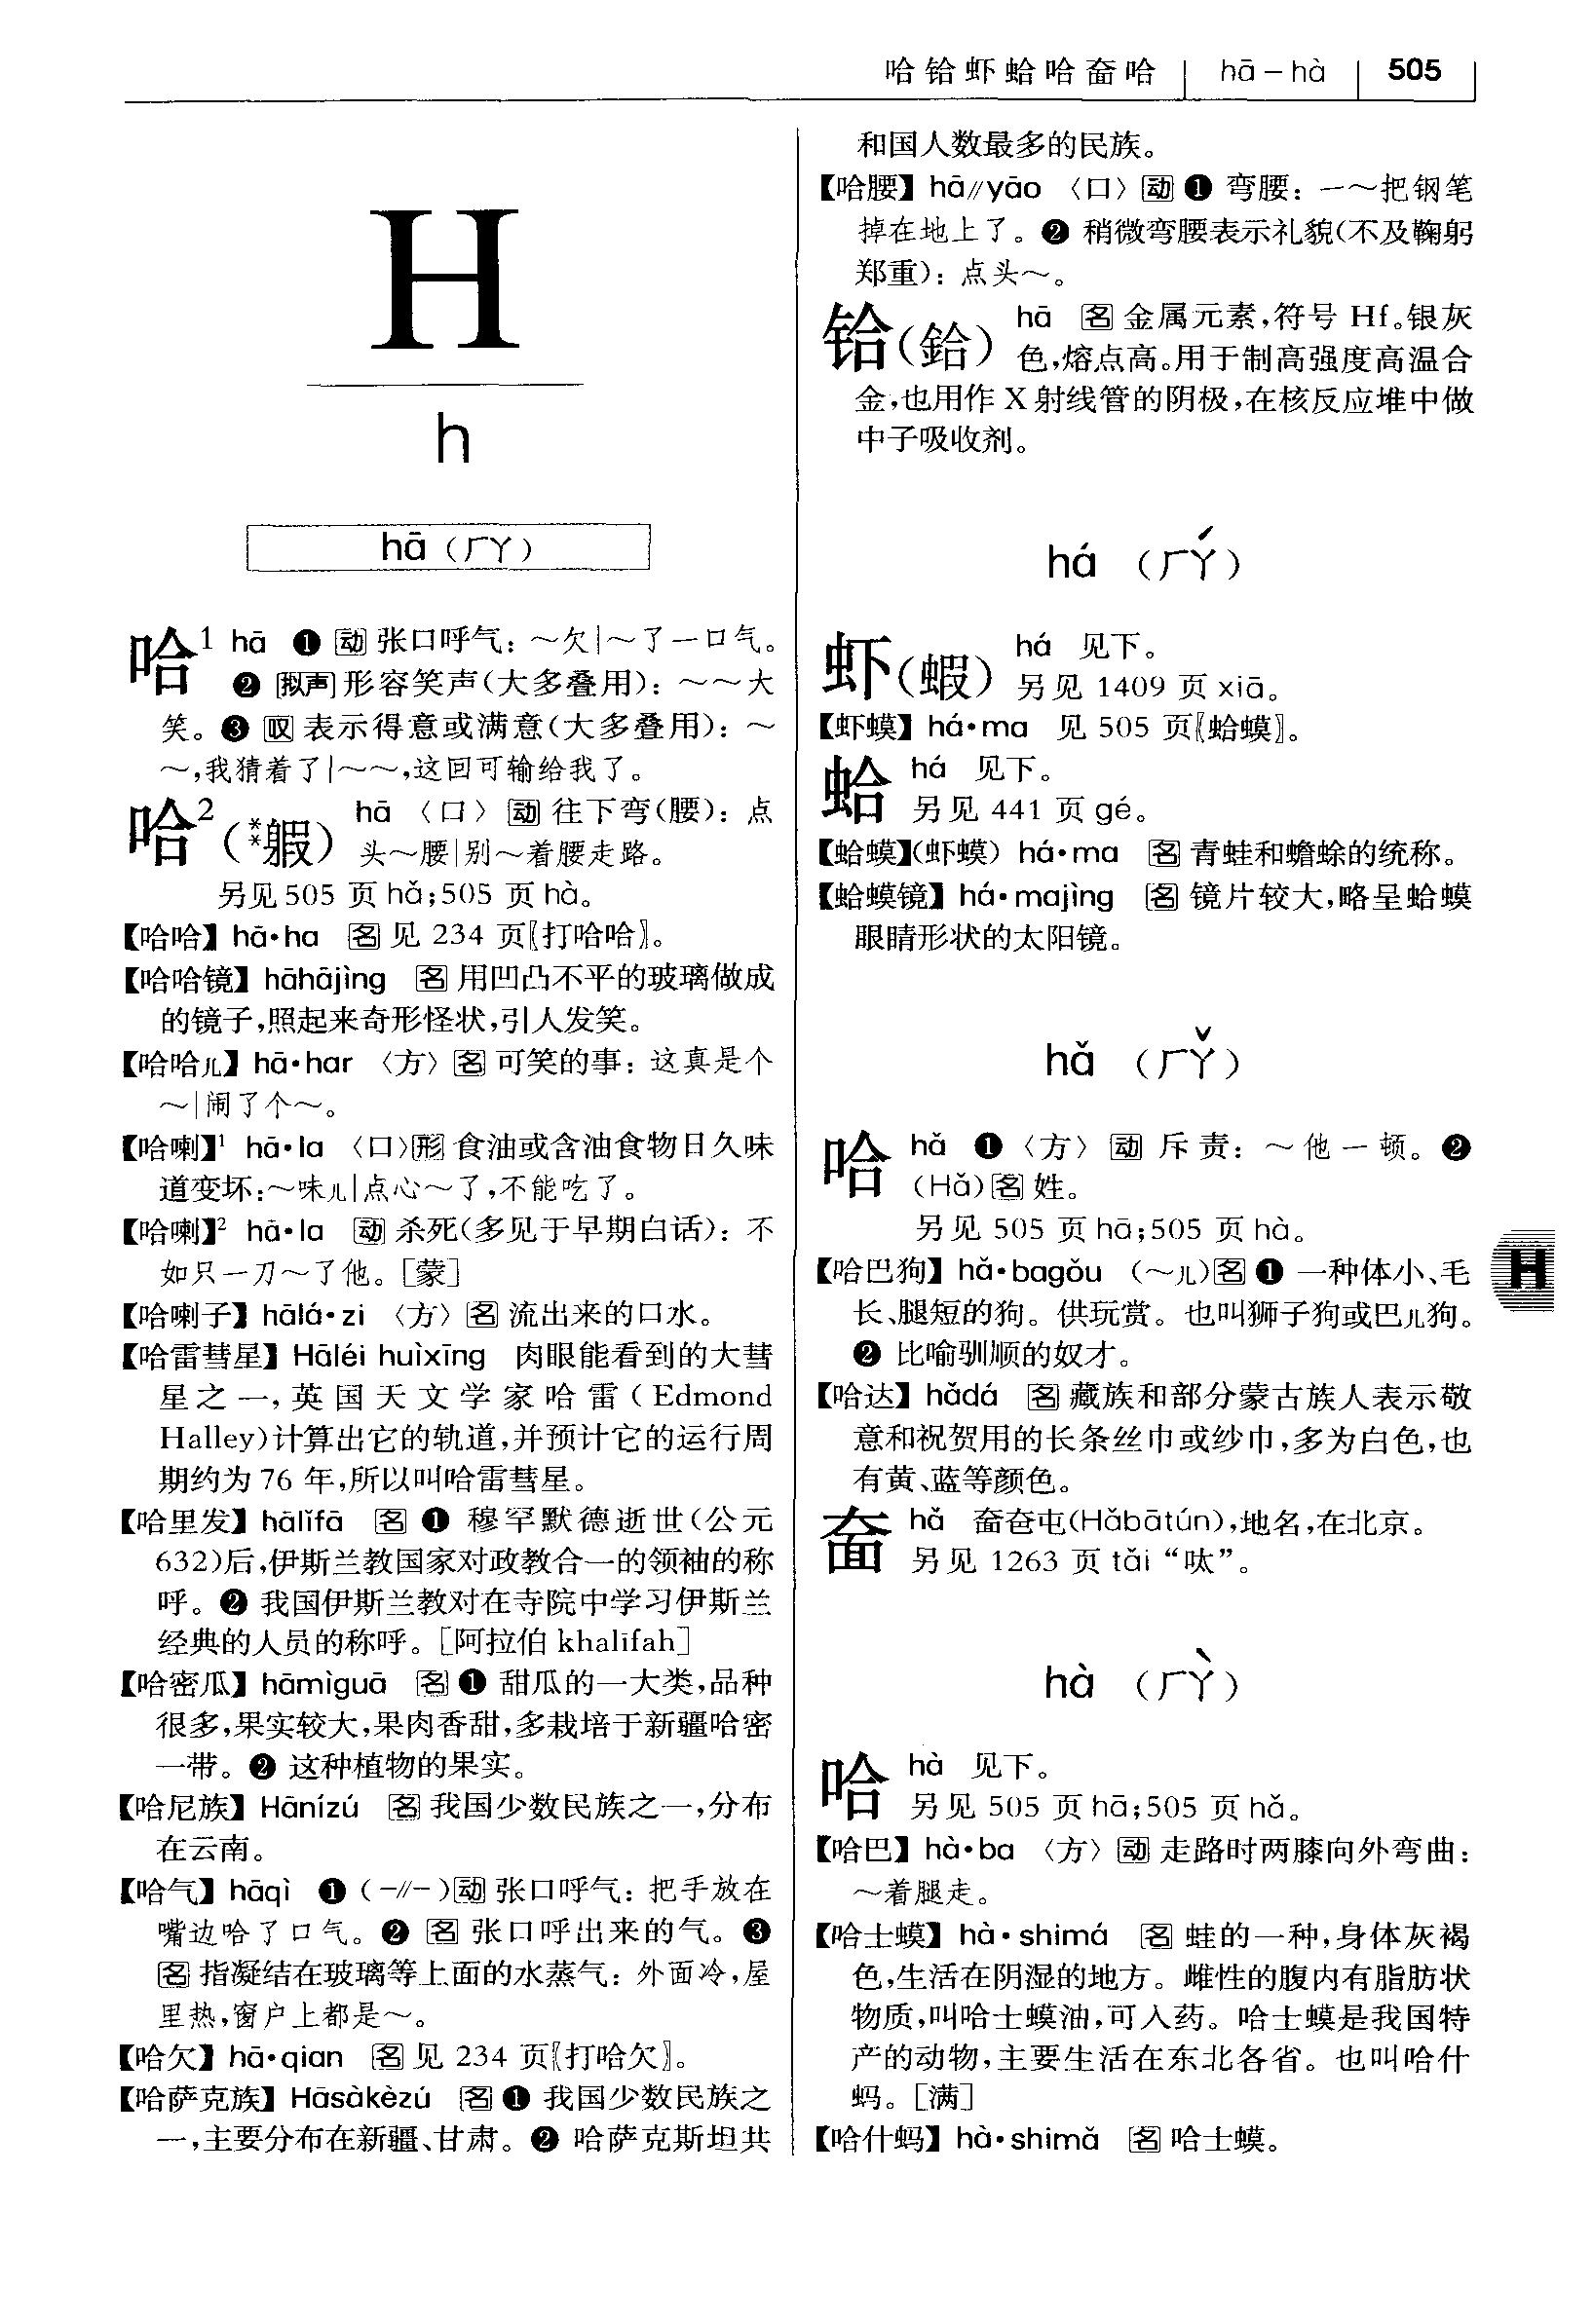 哈铪虾蛤哈奤哈 | hā－hà | 505
H
h
hā（ㄏㄚ）
哈¹ hā ❶ 动 张口呼气：～欠|～了一口气。
❷ 拟声 形容笑声（大多叠用）：～～大
笑。❸ 叹 表示得意或满意（大多叠用）：～
～，我猜着了|～～，这回可输给我了。
哈²（**𨉣） hā 〈口〉 动 往下弯（腰）：点
头～腰|别～着腰走路。
另见 505 页 hǎ；505 页 hà。
【哈哈】hā·ha 名 见 234 页〖打哈哈〗。
【哈哈镜】hāhājìng 名 用凹凸不平的玻璃做成
的镜子，照起来奇形怪状，引人发笑。
【哈哈儿】hā·har 〈方〉 名 可笑的事：这真是个
～|闹了个～。
【哈喇】¹ hā·la 〈口〉 形 食油或含油食物日久味
道变坏：～味儿|点心～了，不能吃了。
【哈喇】² hā·la 动 杀死（多见于早期白话）：不
如只一刀～了他。［蒙］
【哈喇子】hālá·zi 〈方〉 名 流出来的口水。
【哈雷彗星】Hāléi huìxīng 肉眼能看到的大彗
星之一，英国天文学家哈雷（Edmond
Halley）计算出它的轨道，并预计它的运行周
期约为 76 年，所以叫哈雷彗星。
【哈里发】hālǐfā 名 ❶ 穆罕默德逝世（公元
632）后，伊斯兰教国家对政教合一的领袖的称
呼。❷ 我国伊斯兰教对在寺院中学习伊斯兰
经典的人员的称呼。［阿拉伯 khalīfah］
【哈密瓜】hāmìguā 名 ❶ 甜瓜的一大类，品种
很多，果实较大，果肉香甜，多栽培于新疆哈密
一带。❷ 这种植物的果实。
【哈尼族】Hānízú 名 我国少数民族之一，分布
在云南。
【哈气】hāqì ❶（-//-）动 张口呼气：把手放在
嘴边哈了口气。❷ 名 张口呼出来的气。❸
名 指凝结在玻璃等上面的水蒸气：外面冷，屋
里热，窗户上都是～。
【哈欠】hā·qian 名 见 234 页〖打哈欠〗。
【哈萨克族】Hāsàkèzú 名 ❶ 我国少数民族之
一，主要分布在新疆、甘肃。❷ 哈萨克斯坦共
和国人数最多的民族。
【哈腰】hā//yāo 〈口〉 动 ❶ 弯腰：一～把钢笔
掉在地上了。❷ 稍微弯腰表示礼貌（不及鞠躬
郑重）：点头～。
铪（鉿） hā 名 金属元素，符号 Hf。银灰
色，熔点高。用于制高强度高温合
金，也用作 X 射线管的阴极，在核反应堆中做
中子吸收剂。
há （ㄏㄚˊ）
虾（蝦） há 见下。
另见 1409 页 xiā。
【虾蟆】há·ma 见 505 页〖蛤蟆〗。
蛤 há 见下。
另见 441 页 gé。
【蛤蟆】（虾蟆） há·ma 名 青蛙和蟾蜍的统称。
【蛤蟆镜】há·majìng 名 镜片较大，略呈蛤蟆
眼睛形状的太阳镜。
hǎ （ㄏㄚˇ）
哈 hǎ ❶〈方〉 动 斥责：～他一顿。❷
（Hǎ）名 姓。
另见 505 页 hā；505 页 hà。
【哈巴狗】hǎ·bagǒu （～儿）名 ❶ 一种体小、毛
长、腿短的狗。供玩赏。也叫狮子狗或巴儿狗。
❷ 比喻驯顺的奴才。
【哈达】hǎdá 名 藏族和部分蒙古族人表示敬
意和祝贺用的长条丝巾或纱巾，多为白色，也
有黄、蓝等颜色。
奤 hǎ 奤夿屯（Hǎbātún），地名，在北京。
另见 1263 页 tǎi“呔”。
hà （ㄏㄚˋ）
哈 hà 见下。
另见 505 页 hā；505 页 hǎ。
【哈巴】hà·ba 〈方〉 动 走路时两膝向外弯曲：
～着腿走。
【哈士蟆】hà·shimá 名 蛙的一种，身体灰褐
色，生活在阴湿的地方。雌性的腹内有脂肪状
物质，叫哈士蟆油，可入药。哈士蟆是我国特
产的动物，主要生活在东北各省。也叫哈什
蚂。［满］
【哈什蚂】hà·shimǎ 名 哈士蟆。
H